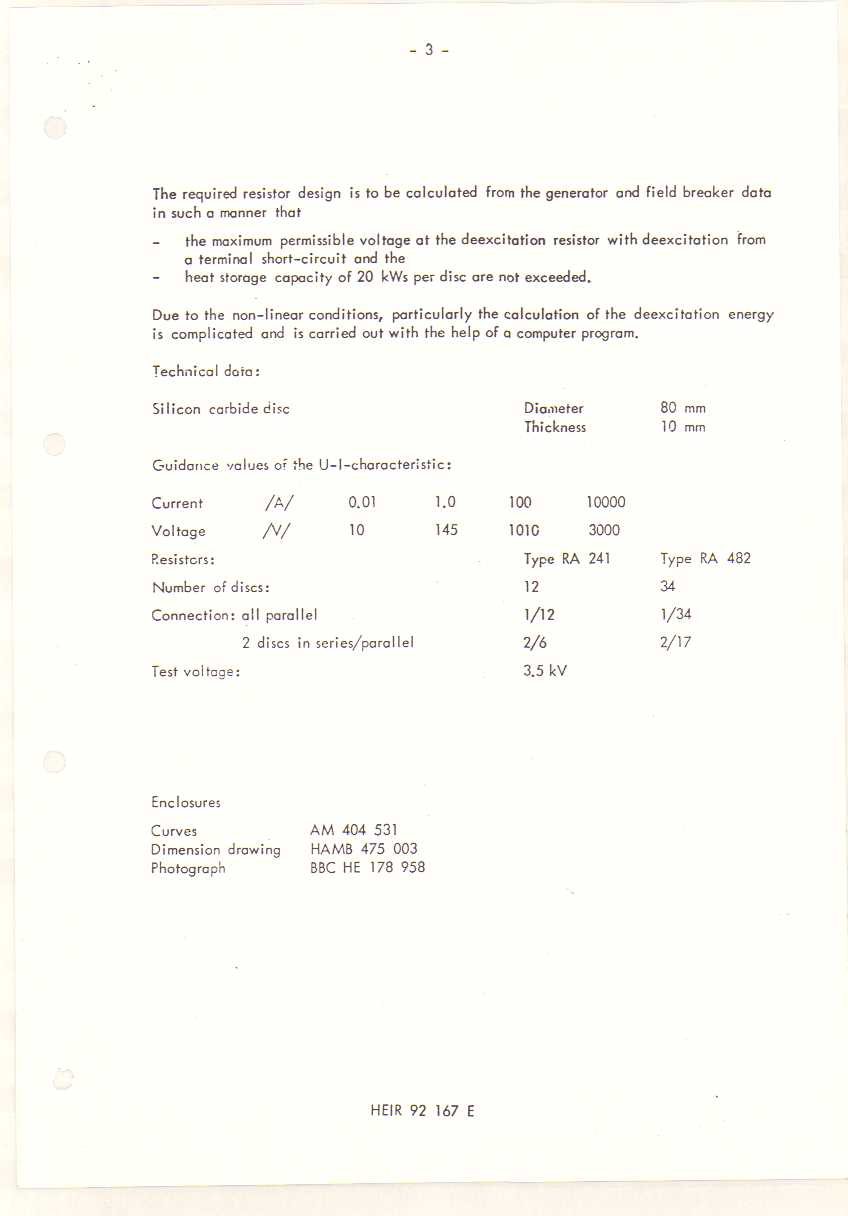 - 3 -
The required resistor design is to be calculated from the generator and field breaker data
in such a manner that
- the maximum permissible voltage at the deexcitation resistor with deexcitation from
a terminal short-circuit and the
- heat storage capacity of 20 kWs per disc are not exceeded.
Due to the non-linear conditions, particularly the calculation of the deexcitation energy
is complicated and is carried out with the help of a computer program.
Technical data:
Silicon carbide disc Diameter 80 mm
Thickness 10 mm
Guidance values of the U-I-characteristic:
Current /A/ 0.01 1.0 100 10000
Voltage /V/ 10 145 1010 3000
Resistors: Type RA 241 Type RA 482
Number of discs: 12 34
Connection: all parallel 1/12 1/34
2 discs in series/parallel 2/6 2/17
Test voltage: 3.5 kV
Enclosures
Curves AM 404 531
Dimension drawing HAMB 475 003
Photograph BBC HE 178 958
HEIR 92 167 E